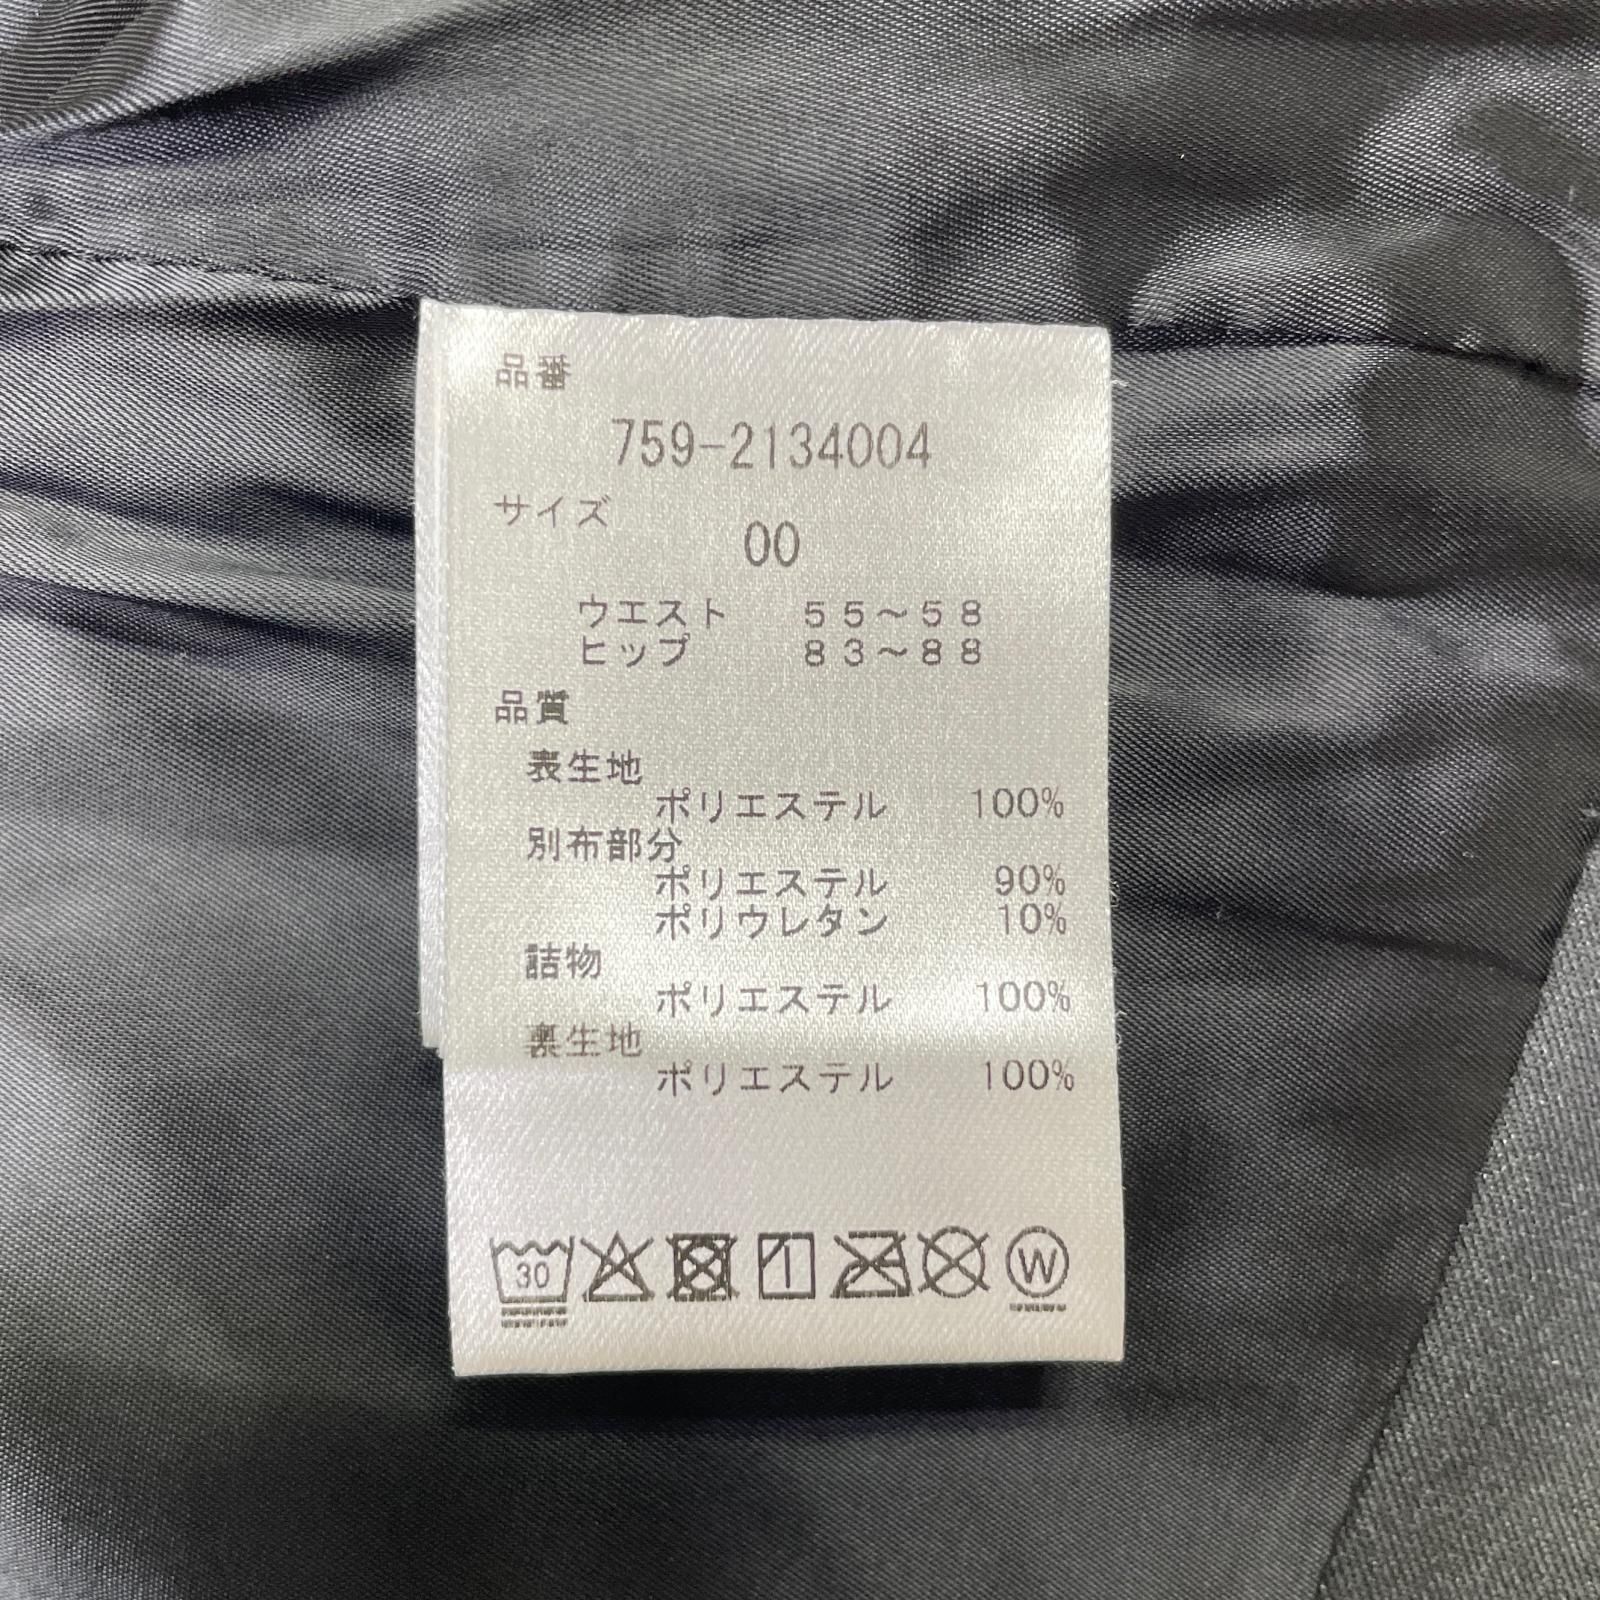 品番
759-2134004
サイズ
00
ウエスト 55～58
ヒップ 83～88
品質
表生地
ポリエステル 100%
別布部分
ポリエステル 90%
ポリウレタン 10%
詰物
ポリエステル 100%
裏生地
ポリエステル 100%
30 W